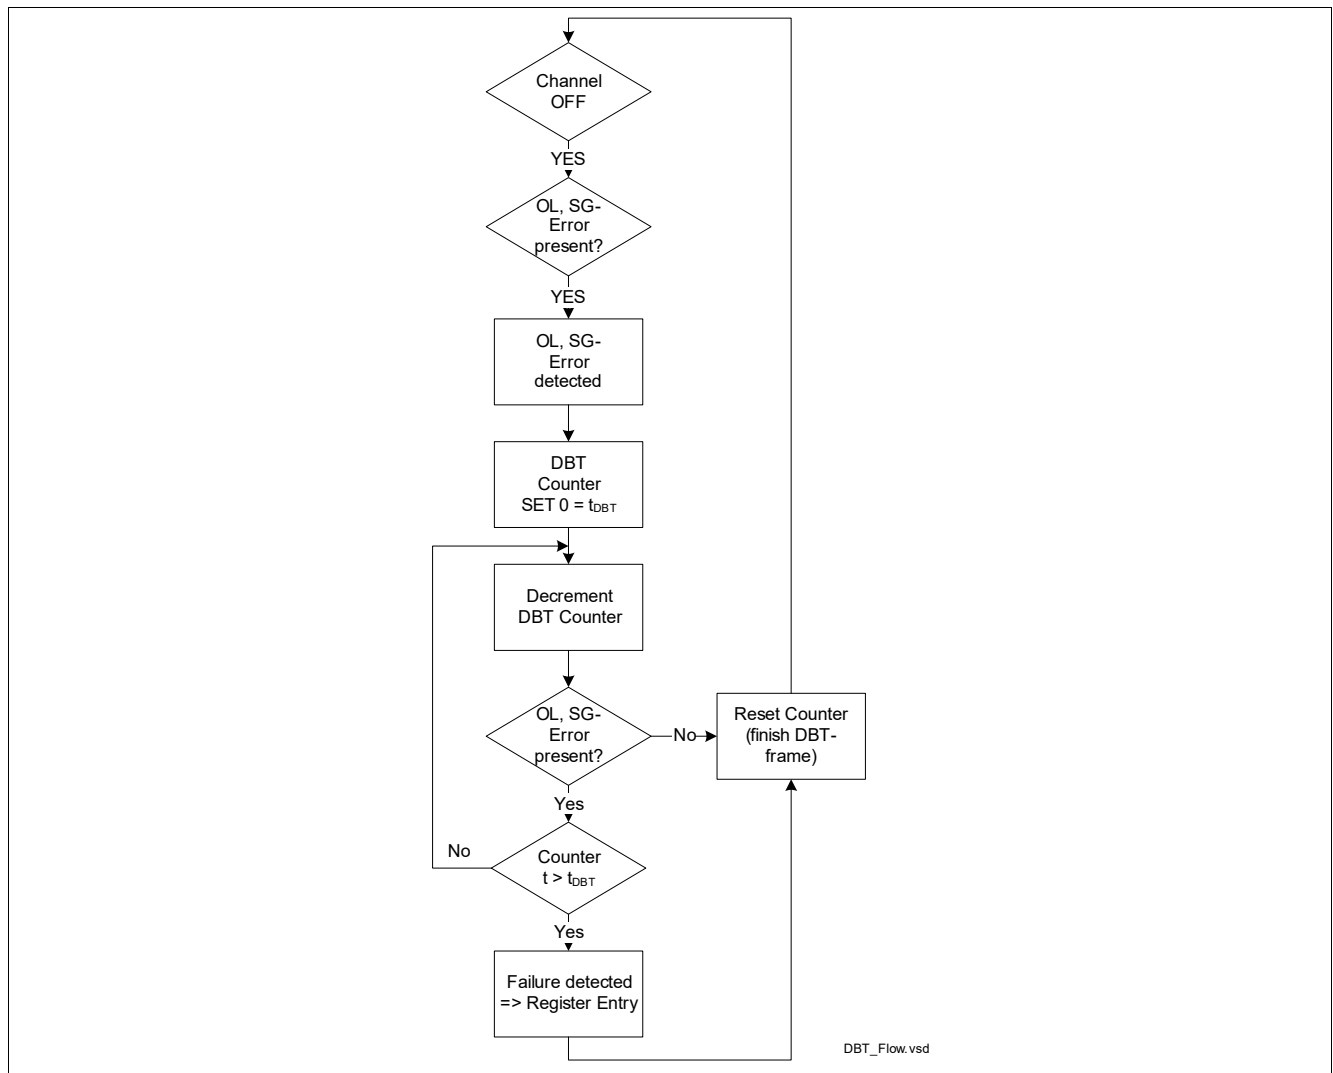 Channel
OFF
YES
OL, SG-
Error
present?
YES
OL, SG-
Error
detected
DBT
Counter
SET 0 = tDBT
Decrement
DBT Counter
OL, SG-
Error
present?
No
Reset Counter
(finish DBT-
frame)
Yes
No
Counter
t > tDBT
Yes
Failure detected
=> Register Entry
DBT_Flow.vsd